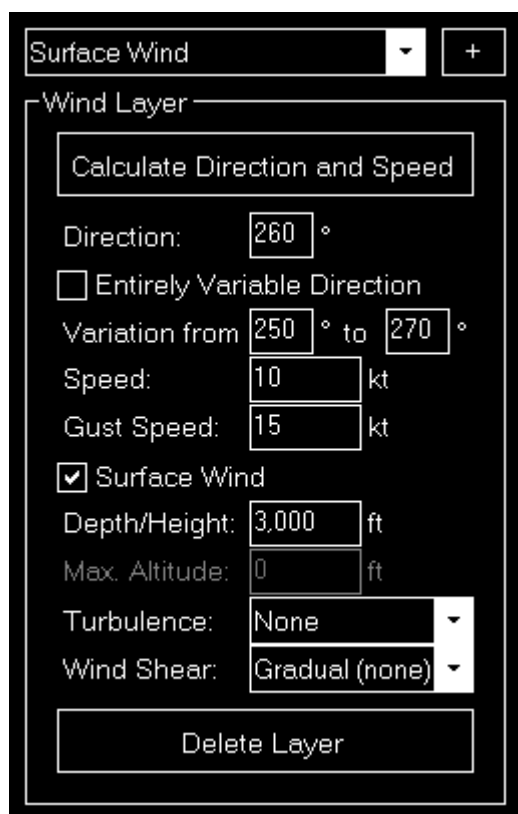 Surface Wind +
Wind Layer
Calculate Direction and Speed
Direction: 260 °
Entirely Variable Direction
Variation from 250 ° to 270 °
Speed: 10 kt
Gust Speed: 15 kt
Surface Wind
Depth/Height: 3,000 ft
Max. Altitude: 0 ft
Turbulence: None
Wind Shear: Gradual (none)
Delete Layer